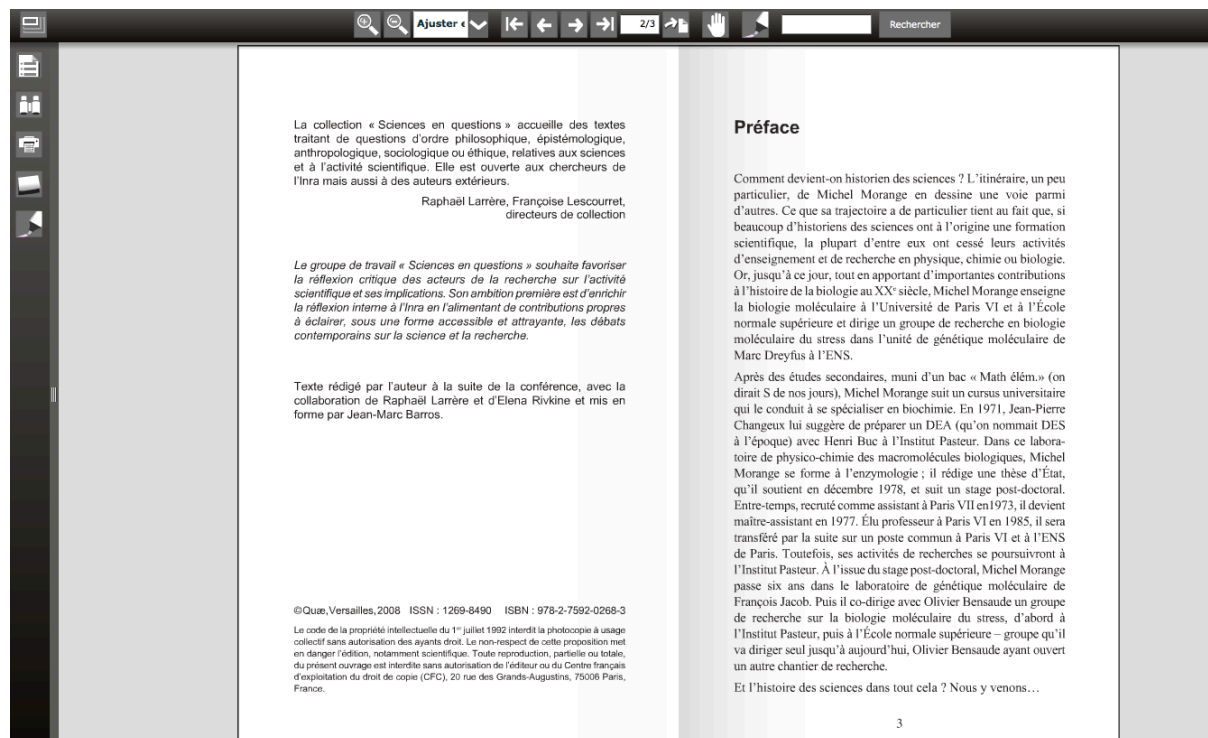 Ajuster
2/3
Rechercher
La collection « Sciences en questions » accueille des textes
traitant de questions d'ordre philosophique, épistémologique,
anthropologique, sociologique ou éthique, relatives aux sciences
et à l'activité scientifique. Elle est ouverte aux chercheurs de
l'Inra mais aussi à des auteurs extérieurs.
Raphaël Larrère, Françoise Lescourret,
directeurs de collection
Le groupe de travail « Sciences en questions » souhaite favoriser
la réflexion critique des acteurs de la recherche sur l'activité
scientifique et ses implications. Son ambition première est d'enrichir
la réflexion interne à l'Inra en l'alimentant de contributions propres
à éclairer, sous une forme accessible et attrayante, les débats
contemporains sur la science et la recherche.
Texte rédigé par l'auteur à la suite de la conférence, avec la
collaboration de Raphaël Larrère et d'Elena Rivkine et mis en
forme par Jean-Marc Barros.
©Quæ,Versailles,2008 ISSN : 1269-8490 ISBN : 978-2-7592-0268-3
Le code de la propriété intellectuelle du 1er juillet 1992 interdit la photocopie à usage
collectif sans autorisation des ayants droit. Le non-respect de cette proposition met
en danger l'édition, notamment scientifique. Toute reproduction, partielle ou totale,
du présent ouvrage est interdite sans autorisation de l'éditeur ou du Centre français
d'exploitation du droit de copie (CFC), 20 rue des Grands-Augustins, 75006 Paris,
France.
Préface
Comment devient-on historien des sciences ? L'itinéraire, un peu
particulier, de Michel Morange en dessine une voie parmi
d'autres. Ce que sa trajectoire a de particulier tient au fait que, si
beaucoup d'historiens des sciences ont à l'origine une formation
scientifique, la plupart d'entre eux ont cessé leurs activités
d'enseignement et de recherche en physique, chimie ou biologie.
Or, jusqu'à ce jour, tout en apportant d'importantes contributions
à l'histoire de la biologie au XXe siècle, Michel Morange enseigne
la biologie moléculaire à l'Université de Paris VI et à l'École
normale supérieure et dirige un groupe de recherche en biologie
moléculaire du stress dans l'unité de génétique moléculaire de
Marc Dreyfus à l'ENS.
Après des études secondaires, muni d'un bac « Math élém.» (on
dirait S de nos jours), Michel Morange suit un cursus universitaire
qui le conduit à se spécialiser en biochimie. En 1971, Jean-Pierre
Changeux lui suggère de préparer un DEA (qu'on nommait DES
à l'époque) avec Henri Buc à l'Institut Pasteur. Dans ce labora-
toire de physico-chimie des macromolécules biologiques, Michel
Morange se forme à l'enzymologie ; il rédige une thèse d'État,
qu'il soutient en décembre 1978, et suit un stage post-doctoral.
Entre-temps, recruté comme assistant à Paris VII en1973, il devient
maître-assistant en 1977. Élu professeur à Paris VI en 1985, il sera
transféré par la suite sur un poste commun à Paris VI et à l'ENS
de Paris. Toutefois, ses activités de recherches se poursuivront à
l'Institut Pasteur. À l'issue du stage post-doctoral, Michel Morange
passe six ans dans le laboratoire de génétique moléculaire de
François Jacob. Puis il co-dirige avec Olivier Bensaude un groupe
de recherche sur la biologie moléculaire du stress, d'abord à
l'Institut Pasteur, puis à l'École normale supérieure – groupe qu'il
va diriger seul jusqu'à aujourd'hui, Olivier Bensaude ayant ouvert
un autre chantier de recherche.
Et l'histoire des sciences dans tout cela ? Nous y venons…
3